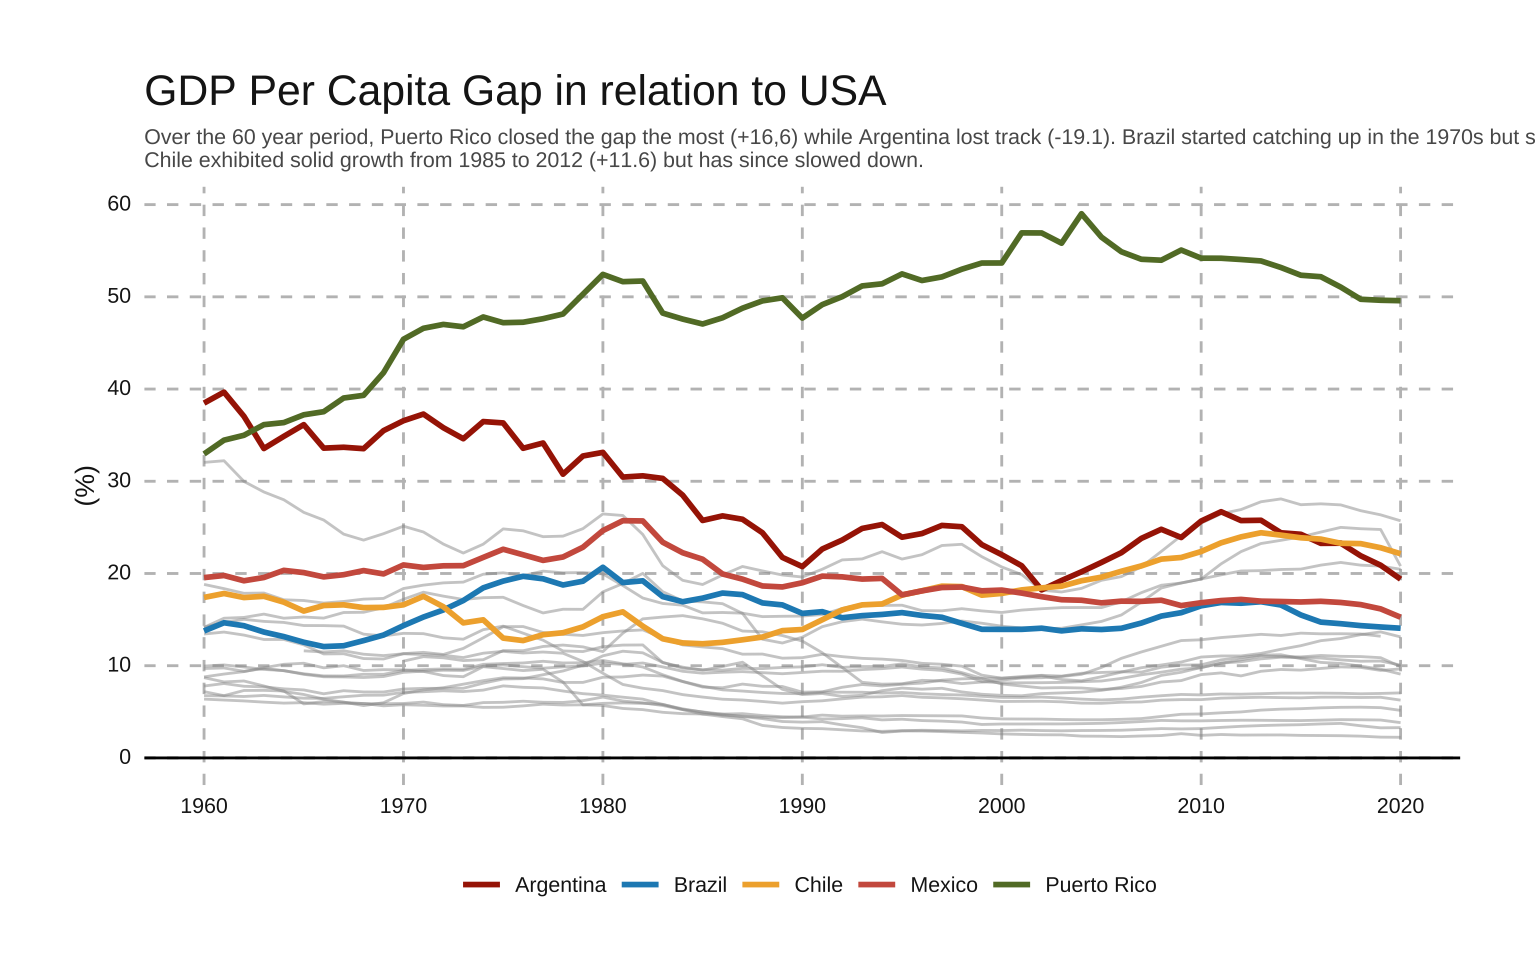 GDP Per Capita Gap in relation to USA
Over the 60 year period, Puerto Rico closed the gap the most (+16,6) while Argentina lost track (-19.1). Brazil started catching up in the 1970s but s
Chile exhibited solid growth from 1985 to 2012 (+11.6) but has since slowed down.
60
50
40
30
20
10
0
(%)
1960 1970 1980 1990 2000 2010 2020
Argentina Brazil Chile Mexico Puerto Rico